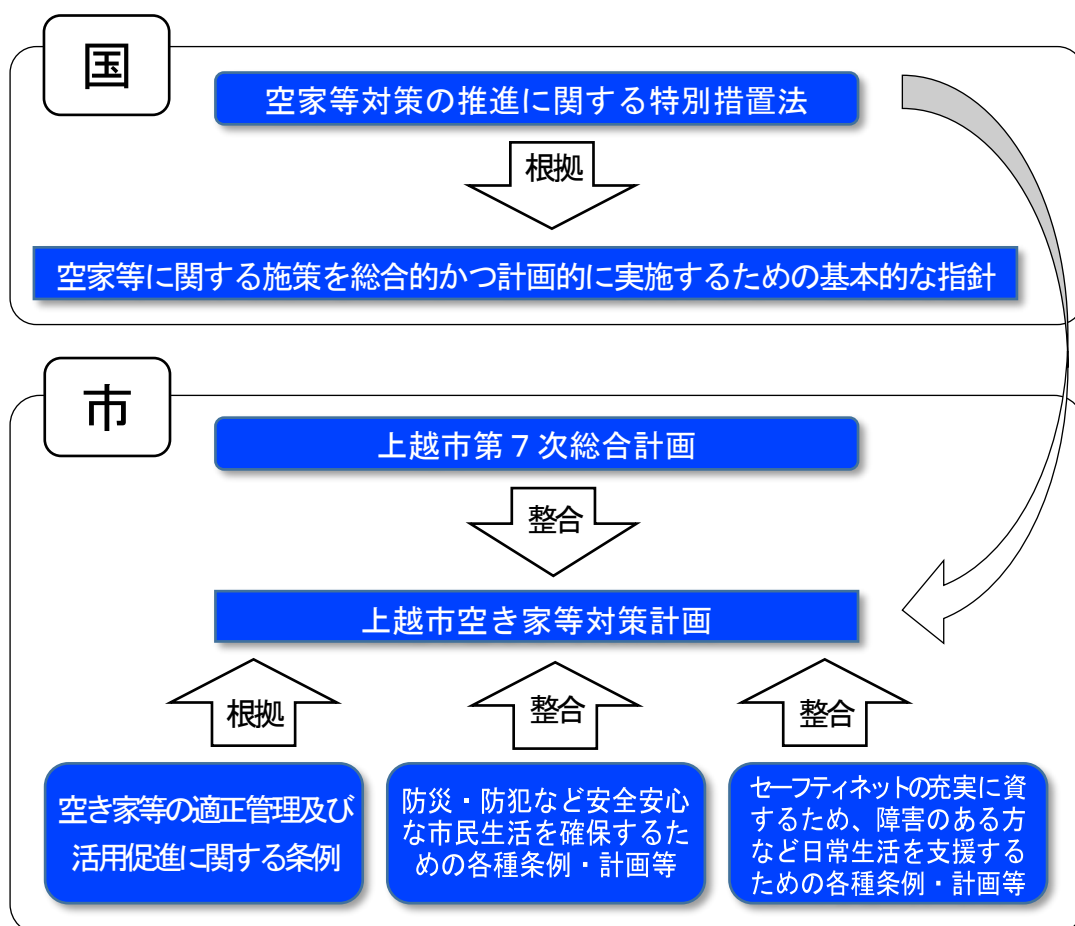 国
空家等対策の推進に関する特別措置法
根拠
空家等に関する施策を総合的かつ計画的に実施するための基本的な指針
市
上越市第7次総合計画
整合
上越市空き家等対策計画
根拠
整合
整合
空き家等の適正管理及び
活用促進に関する条例
防災・防犯など安全安心
な市民生活を確保するた
めの各種条例・計画等
セーフティネットの充実に資
するため、障害のある方
など日常生活を支援する
ための各種条例・計画等